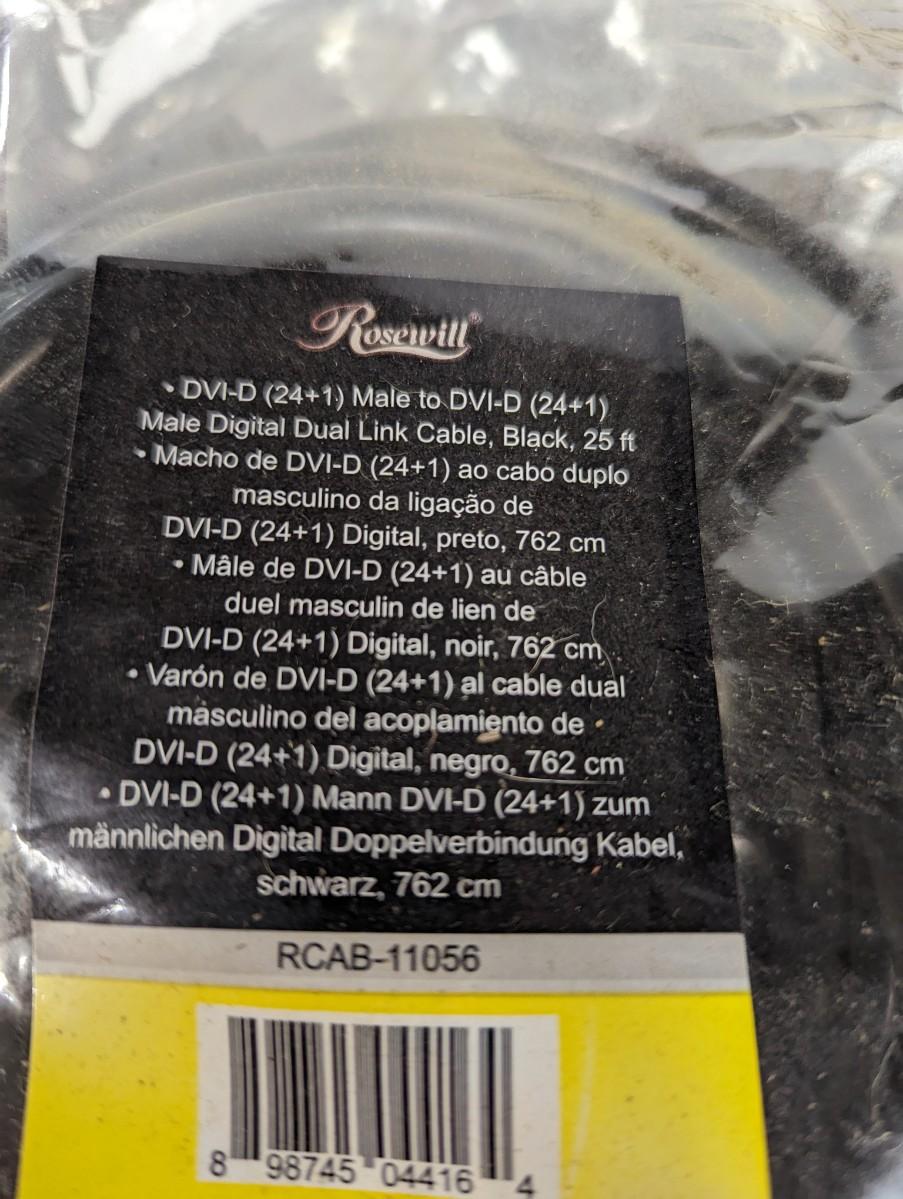 Rosewill®
• DVI-D (24+1) Male to DVI-D (24+1)
Male Digital Dual Link Cable, Black, 25 ft
• Macho de DVI-D (24+1) ao cabo duplo
masculino da ligação de
DVI-D (24+1) Digital, preto, 762 cm
• Mâle de DVI-D (24+1) au câble
duel masculin de lien de
DVI-D (24+1) Digital, noir, 762 cm
• Varón de DVI-D (24+1) al cable dual
masculino del acoplamiento de
DVI-D (24+1) Digital, negro, 762 cm
• DVI-D (24+1) Mann DVI-D (24+1) zum
männlichen Digital Doppelverbindung Kabel,
schwarz, 762 cm
RCAB-11056
8 98745 04416 4